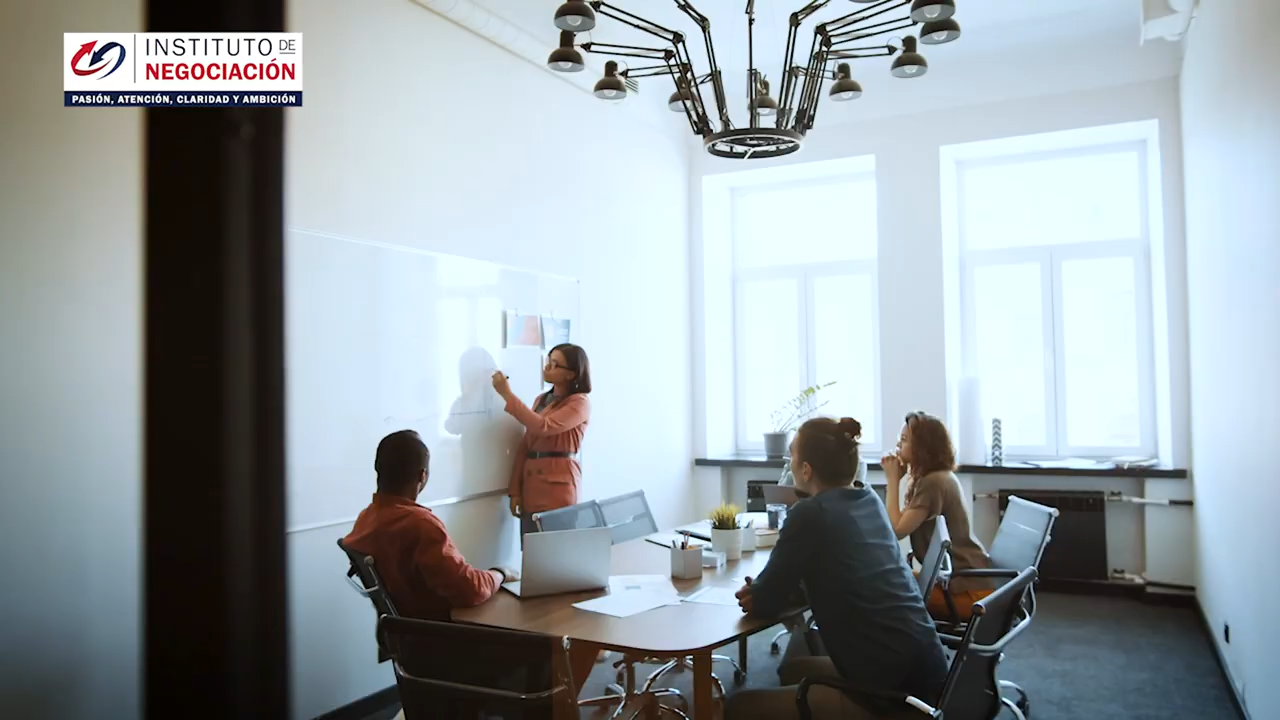 INSTITUTO DE
NEGOCIACIÓN
PASIÓN, ATENCIÓN, CLARIDAD Y AMBICIÓN